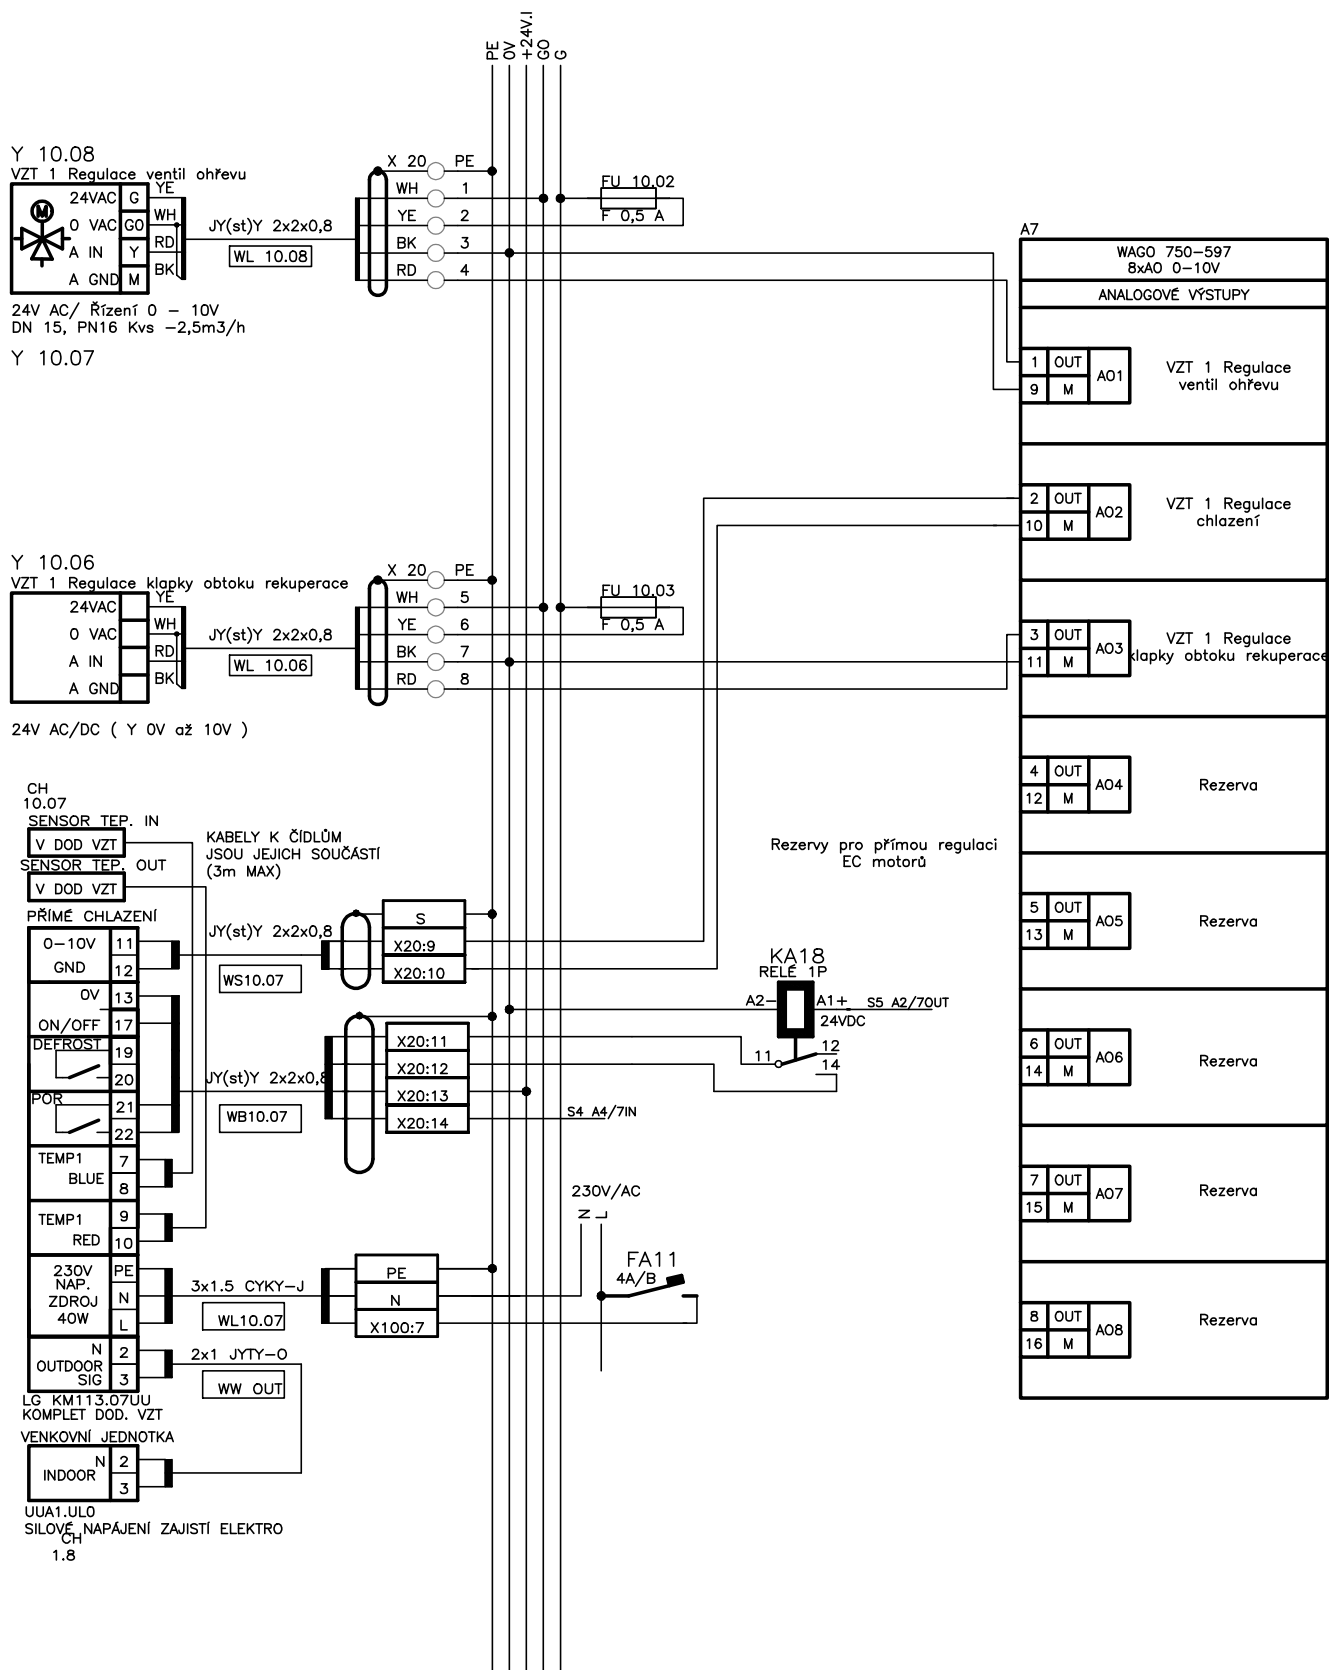 PE
0V
+24V.I
GO
G
Y 10.08
VZT 1 Regulace ventil ohřevu
24VAC G YE
0 VAC GO WH
A IN Y RD
A GND M BK
JY(st)Y 2x2x0,8
WL 10.08
24V AC/ Řízení 0 - 10V
DN 15, PN16 Kvs -2,5m3/h
Y 10.07
X 20 PE
WH 1
YE 2
BK 3
RD 4
FU 10.02
F 0,5 A
A7
WAGO 750-597
8xAO 0-10V
ANALOGOVÉ VÝSTUPY
1 OUT
9 M
AO1
VZT 1 Regulace
ventil ohřevu
2 OUT
10 M
AO2
VZT 1 Regulace
chlazení
3 OUT
11 M
AO3
VZT 1 Regulace
klapky obtoku rekuperace
4 OUT
12 M
AO4
Rezerva
5 OUT
13 M
AO5
Rezerva
6 OUT
14 M
AO6
Rezerva
7 OUT
15 M
AO7
Rezerva
8 OUT
16 M
AO8
Rezerva
Y 10.06
VZT 1 Regulace klapky obtoku rekuperace
24VAC YE
0 VAC WH
A IN RD
A GND BK
JY(st)Y 2x2x0,8
WL 10.06
24V AC/DC ( Y 0V až 10V )
X 20 PE
WH 5
YE 6
BK 7
RD 8
FU 10.03
F 0,5 A
Rezervy pro přímou regulaci
EC motorů
CH
10.07
SENSOR TEP. IN
V DOD VZT
SENSOR TEP. OUT
V DOD VZT
KABELY K ČÍDLŮM
JSOU JEJICH SOUČÁSTÍ
(3m MAX)
PŘÍMÉ CHLAZENÍ
0-10V 11
GND 12
0V 13
ON/OFF 17
DEFROST 19
20
POR 21
22
TEMP1 7
BLUE 8
TEMP1 9
RED 10
230V PE
NAP. N
ZDROJ
40W L
N 2
OUTDOOR
SIG 3
LG KM113.07UU
KOMPLET DOD. VZT
VENKOVNÍ JEDNOTKA
N 2
INDOOR 3
UUA1.UL0
SILOVÉ NAPÁJENÍ ZAJISTÍ ELEKTRO
CH
1.8
JY(st)Y 2x2x0,8
WS10.07
S
X20:9
X20:10
JY(st)Y 2x2x0,8
WB10.07
X20:11
X20:12
X20:13
X20:14
S4 A4/7IN
KA18
RELÉ 1P
A2-
A1+
S5 A2/7OUT
24VDC
11
12
14
230V/AC
N
L
FA11
4A/B
3x1.5 CYKY-J
WL10.07
PE
N
X100:7
2x1 JYTY-O
WW OUT